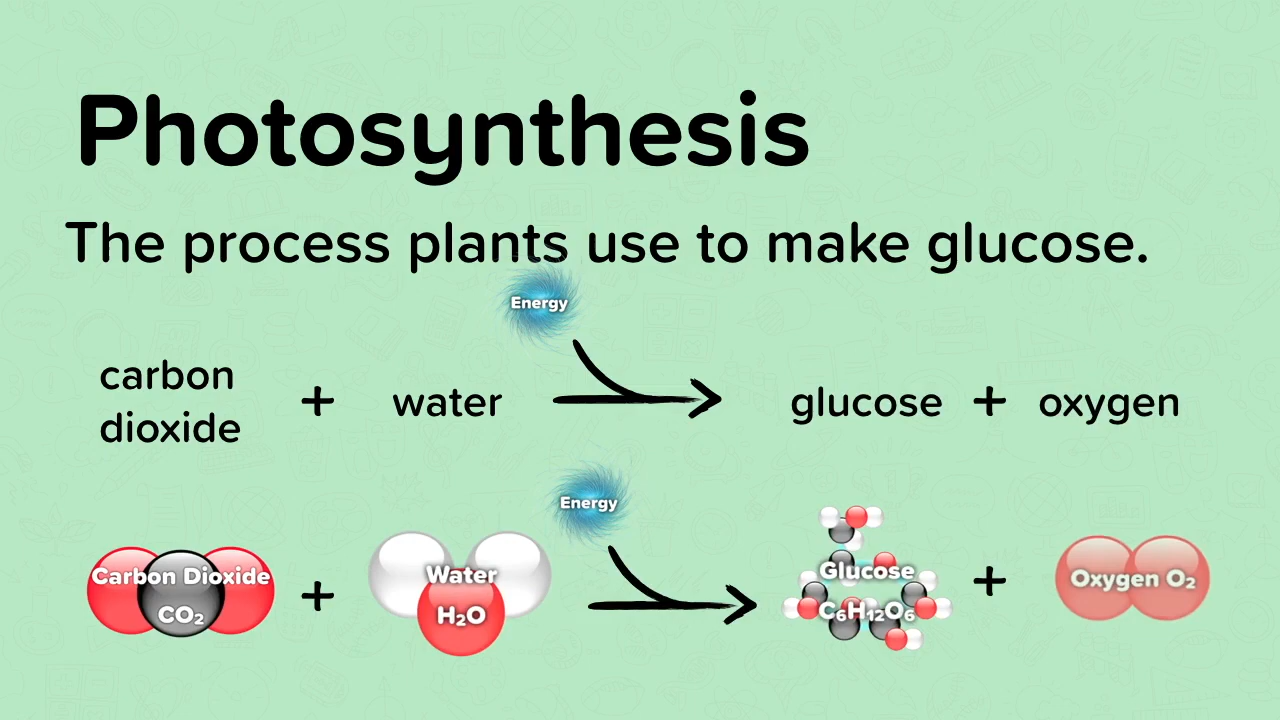 Photosynthesis
The process plants use to make glucose.
Energy
carbon
dioxide
+ water
glucose + oxygen
Energy
Carbon Dioxide
CO₂
+
Water
H₂O
Glucose
C₆H₁₂O₆
+
Oxygen O₂